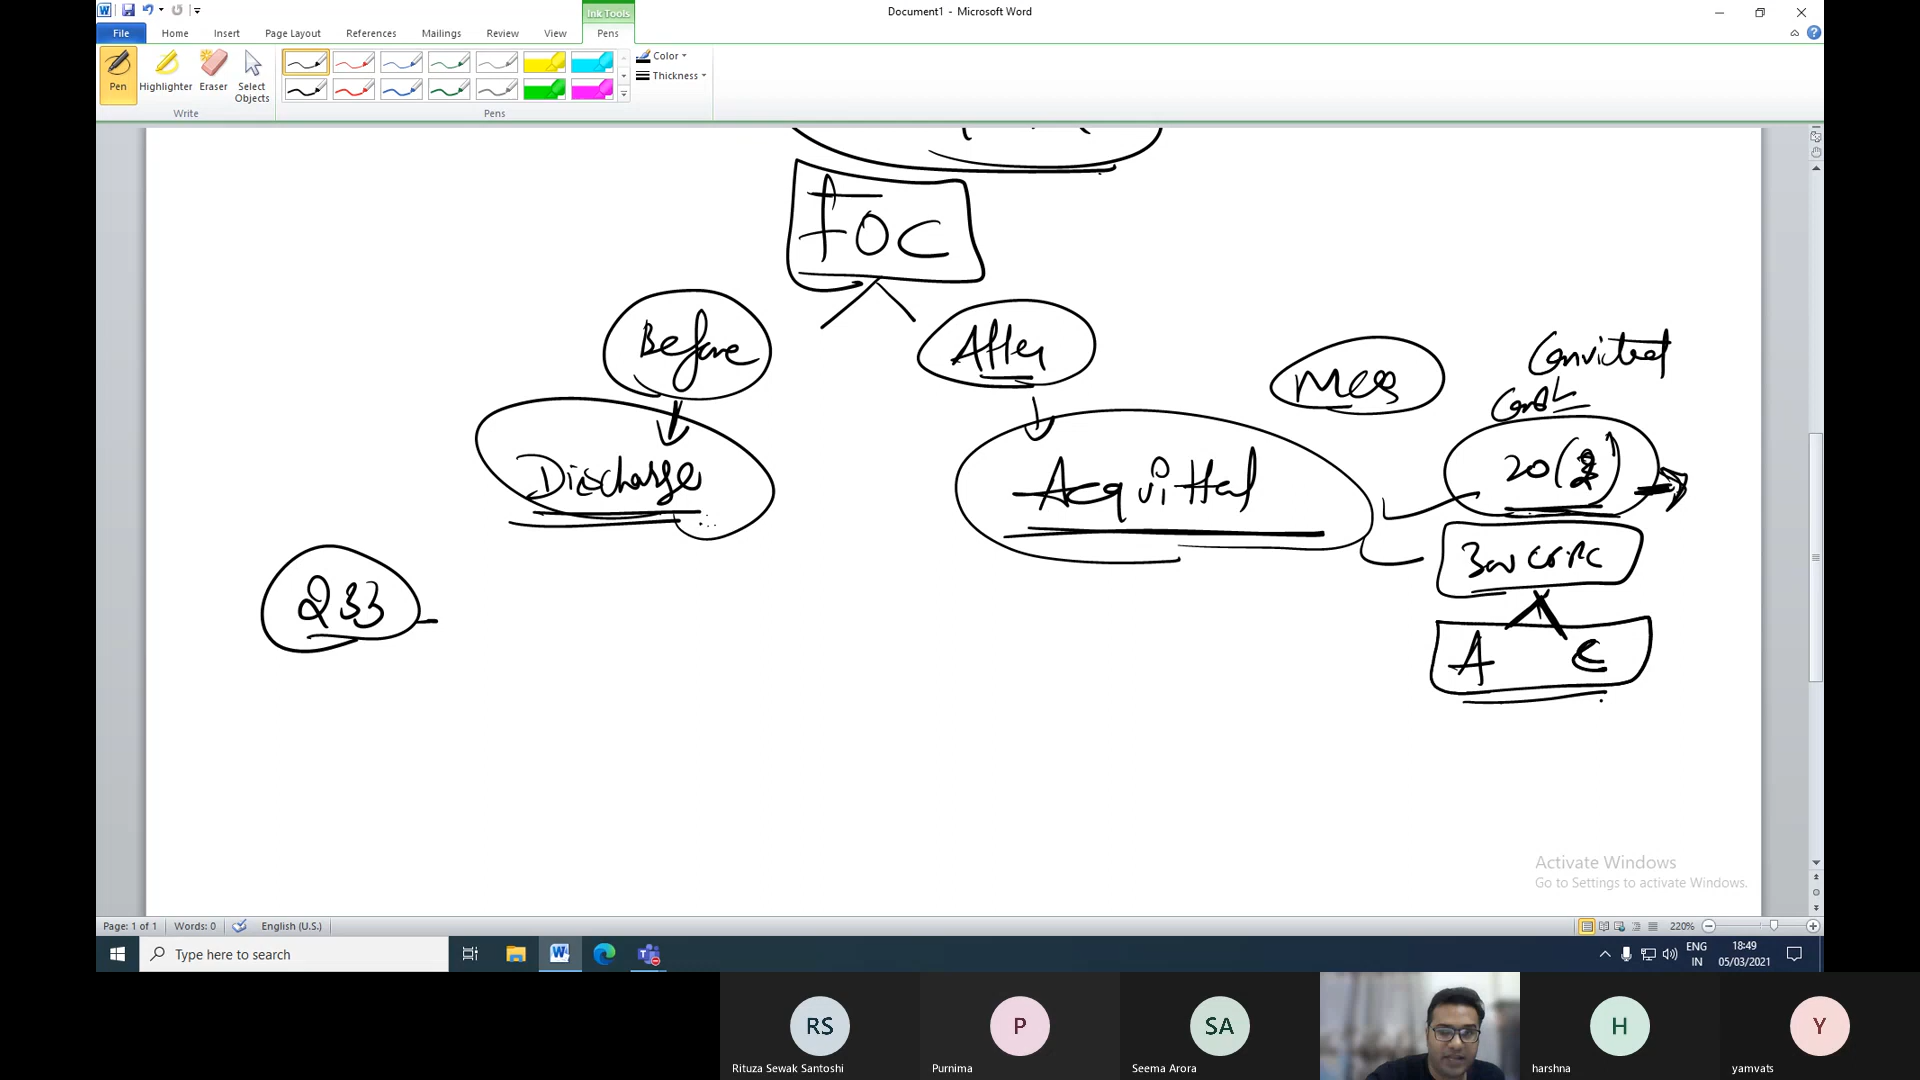 Ink Tools
Document1 - Microsoft Word
File Home Insert Page Layout References Mailings Review View Pens
Pen Highlighter Eraser Select Objects
Color
Thickness
Write Pens
FOC
Before After
Convicted
Discharge Acquittal
20(3)
300 CrPC
A C
233
Activate Windows
Go to Settings to activate Windows.
Page: 1 of 1 Words: 0 English (U.S.) 220%
Type here to search
ENG IN
18:49
05/03/2021
RS P SA H Y
Rituza Sewak Santoshi Purnima Seema Arora harshna yamvats